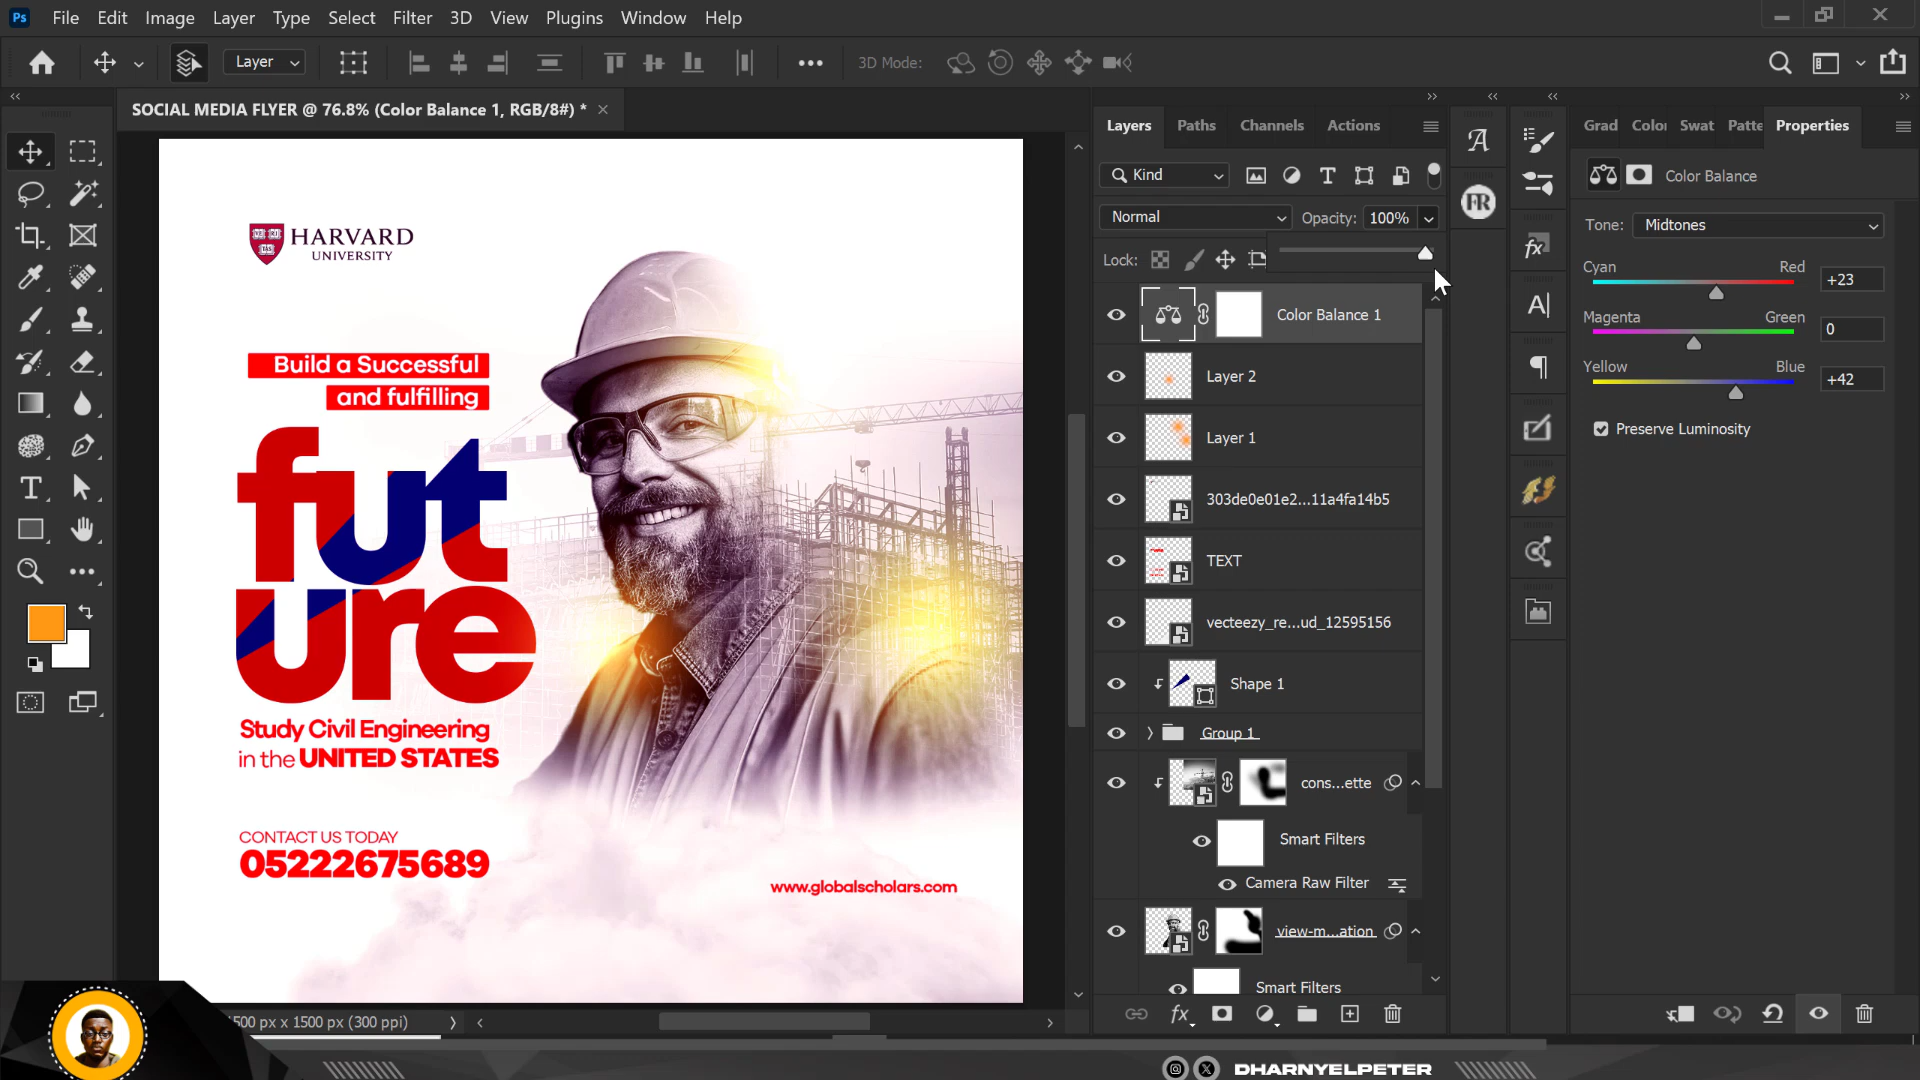 Ps File Edit Image Layer Type Select Filter 3D View Plugins Window Help
Layer 3D Mode:
SOCIAL MEDIA FLYER @ 76.8% (Color Balance 1, RGB/8#) *
HARVARD
UNIVERSITY
Build a Successful
and fulfilling
fut
ure
Study Civil Engineering
in the UNITED STATES
CONTACT US TODAY
05222675689
www.globalscholars.com
500 px x 1500 px (300 ppi)
Layers Paths Channels Actions
Kind
Normal Opacity: 100%
Lock:
Color Balance 1
Layer 2
Layer 1
303de0e01e2...11a4fa14b5
TEXT
vecteezy_re...ud_12595156
Shape 1
Group 1
cons...ette
Smart Filters
Camera Raw Filter
view-m...ation
Smart Filters
fx
A
FR
fx
A
Grad Color Swat Patte Properties
Color Balance
Tone: Midtones
Cyan Red +23
Magenta Green 0
Yellow Blue +42
Preserve Luminosity
DHARNYELPETER